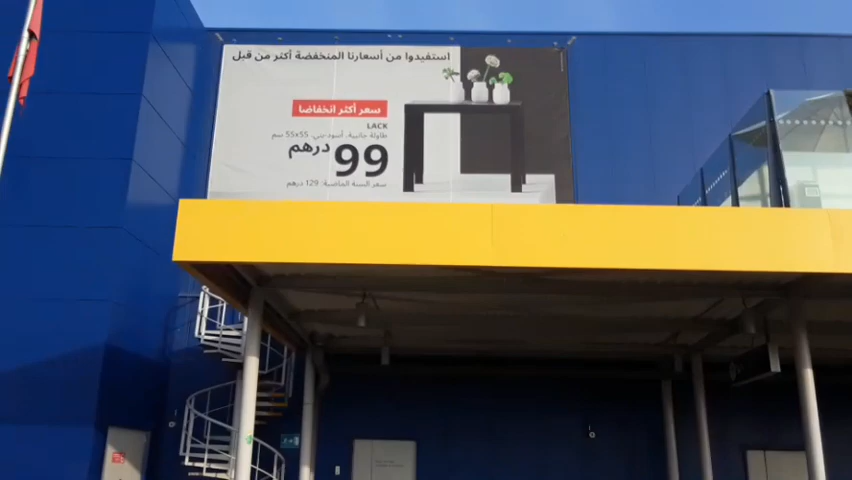 استفيدوا من أسعارنا المنخفضة أكثر من قبل
سعر أكثر انخفاضا
LACK
طاولة جانبية، أسود-بني، 55x55 سم
99 درهم
سعر السنة الماضية: 129 درهم